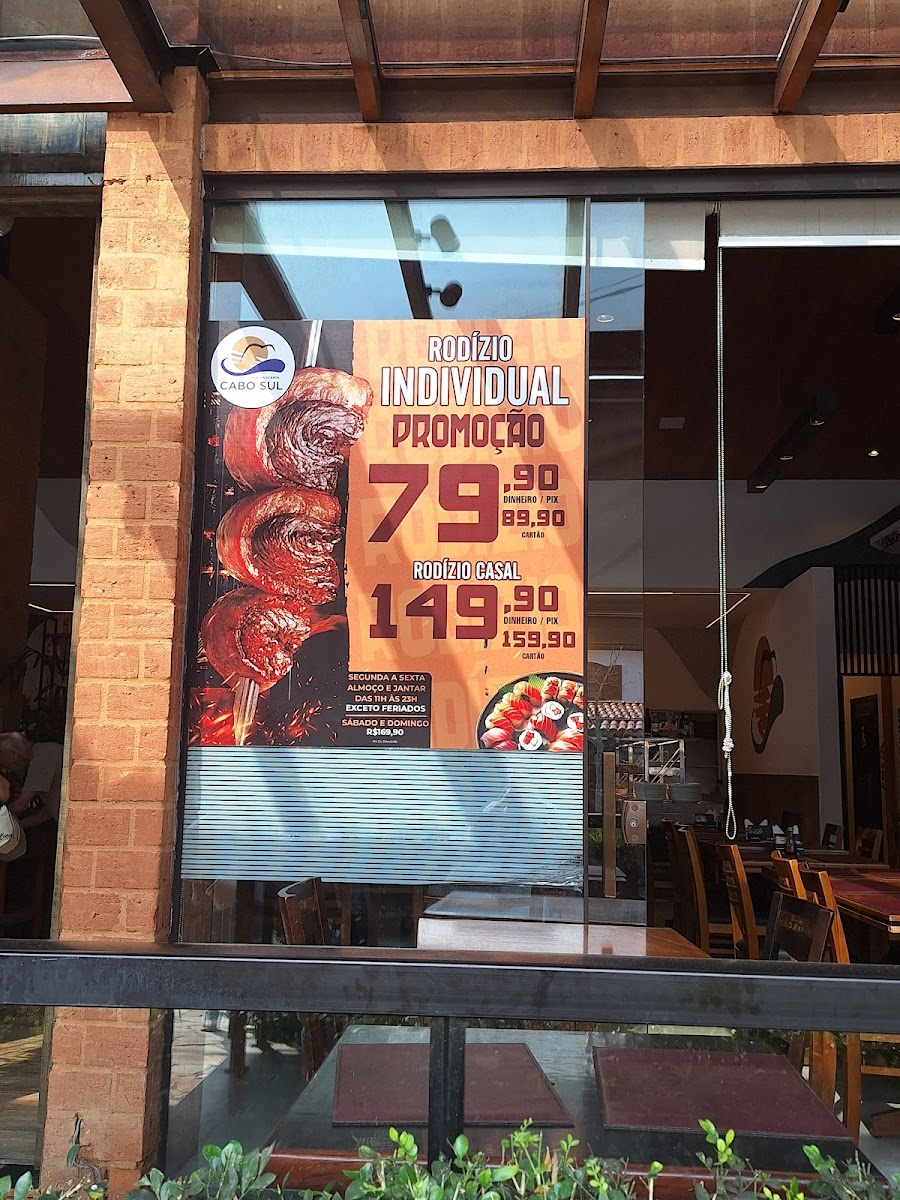 CABO SUL
RODÍZIO
INDIVIDUAL
PROMOÇÃO
79,90
DINHEIRO / PIX
89,90
CARTÃO
RODÍZIO CASAL
149,90
DINHEIRO / PIX
159,90
CARTÃO
SEGUNDA A SEXTA
ALMOÇO E JANTAR
DAS 11H ÀS 23H
EXCETO FERIADOS
SÁBADO E DOMINGO
R$169,90